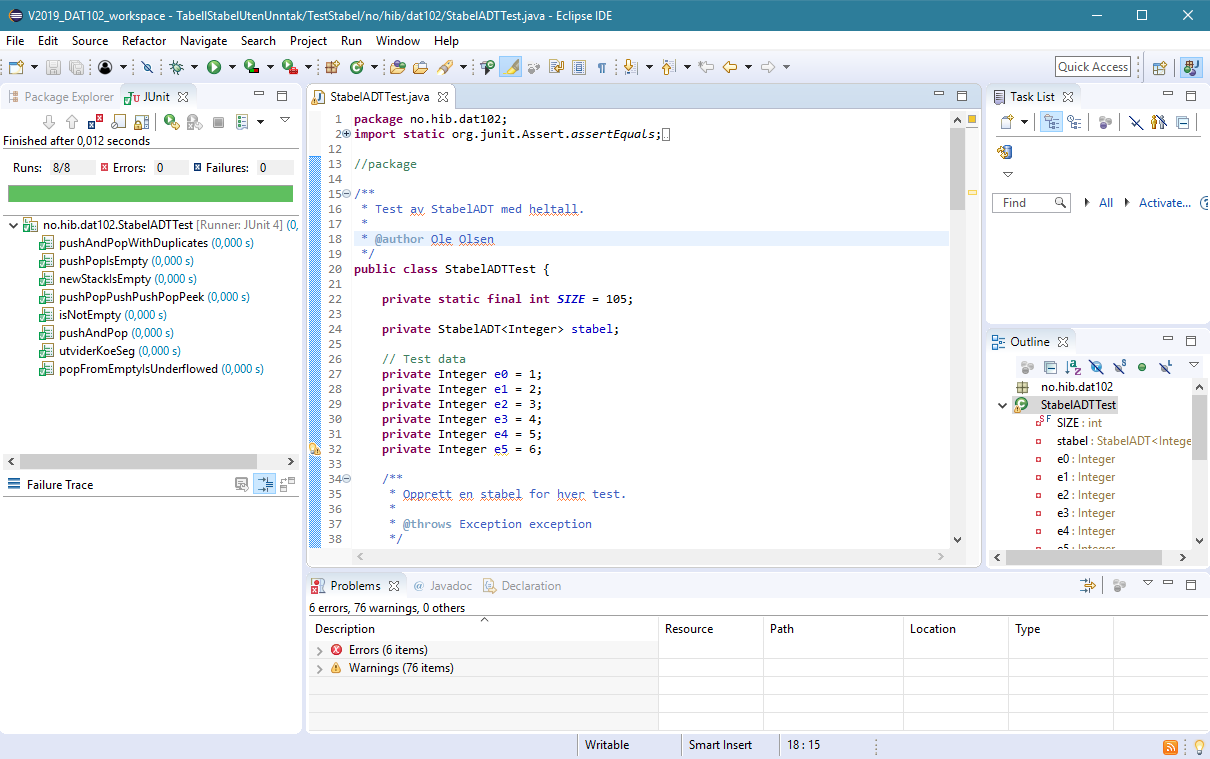 V2019_DAT102_workspace - TabellStabelUtenUnntak/TestStabel/no/hib/dat102/StabelADTTest.java - Eclipse IDE
File Edit Source Refactor Navigate Search Project Run Window Help
Quick Access
Package Explorer JUnit
Finished after 0,012 seconds
Runs: 8/8 Errors: 0 Failures: 0
no.hib.dat102.StabelADTTest [Runner: JUnit 4] (0,
pushAndPopWithDuplicates (0,000 s)
pushPopIsEmpty (0,000 s)
newStackIsEmpty (0,000 s)
pushPopPushPushPopPeek (0,000 s)
isNotEmpty (0,000 s)
pushAndPop (0,000 s)
utviderKoeSeg (0,000 s)
popFromEmptyIsUnderflowed (0,000 s)
Failure Trace
StabelADTTest.java
1 package no.hib.dat102;
2 import static org.junit.Assert.assertEquals;
12
13 //package
14
15 /**
16 * Test av StabelADT med heltall.
17 *
18 * @author Ole Olsen
19 */
20 public class StabelADTTest {
21
22 private static final int SIZE = 105;
23
24 private StabelADT<Integer> stabel;
25
26 // Test data
27 private Integer e0 = 1;
28 private Integer e1 = 2;
29 private Integer e2 = 3;
30 private Integer e3 = 4;
31 private Integer e4 = 5;
32 private Integer e5 = 6;
33
34 /**
35 * Opprett en stabel for hver test.
36 *
37 * @throws Exception exception
38 */
Task List
Find All Activate...
Outline
no.hib.dat102
StabelADTTest
SIZE : int
stabel : StabelADT<Intege
e0 : Integer
e1 : Integer
e2 : Integer
e3 : Integer
e4 : Integer
e5 : Integer
Problems @ Javadoc Declaration
6 errors, 76 warnings, 0 others
Description Resource Path Location Type
Errors (6 items)
Warnings (76 items)
Writable Smart Insert 18 : 15